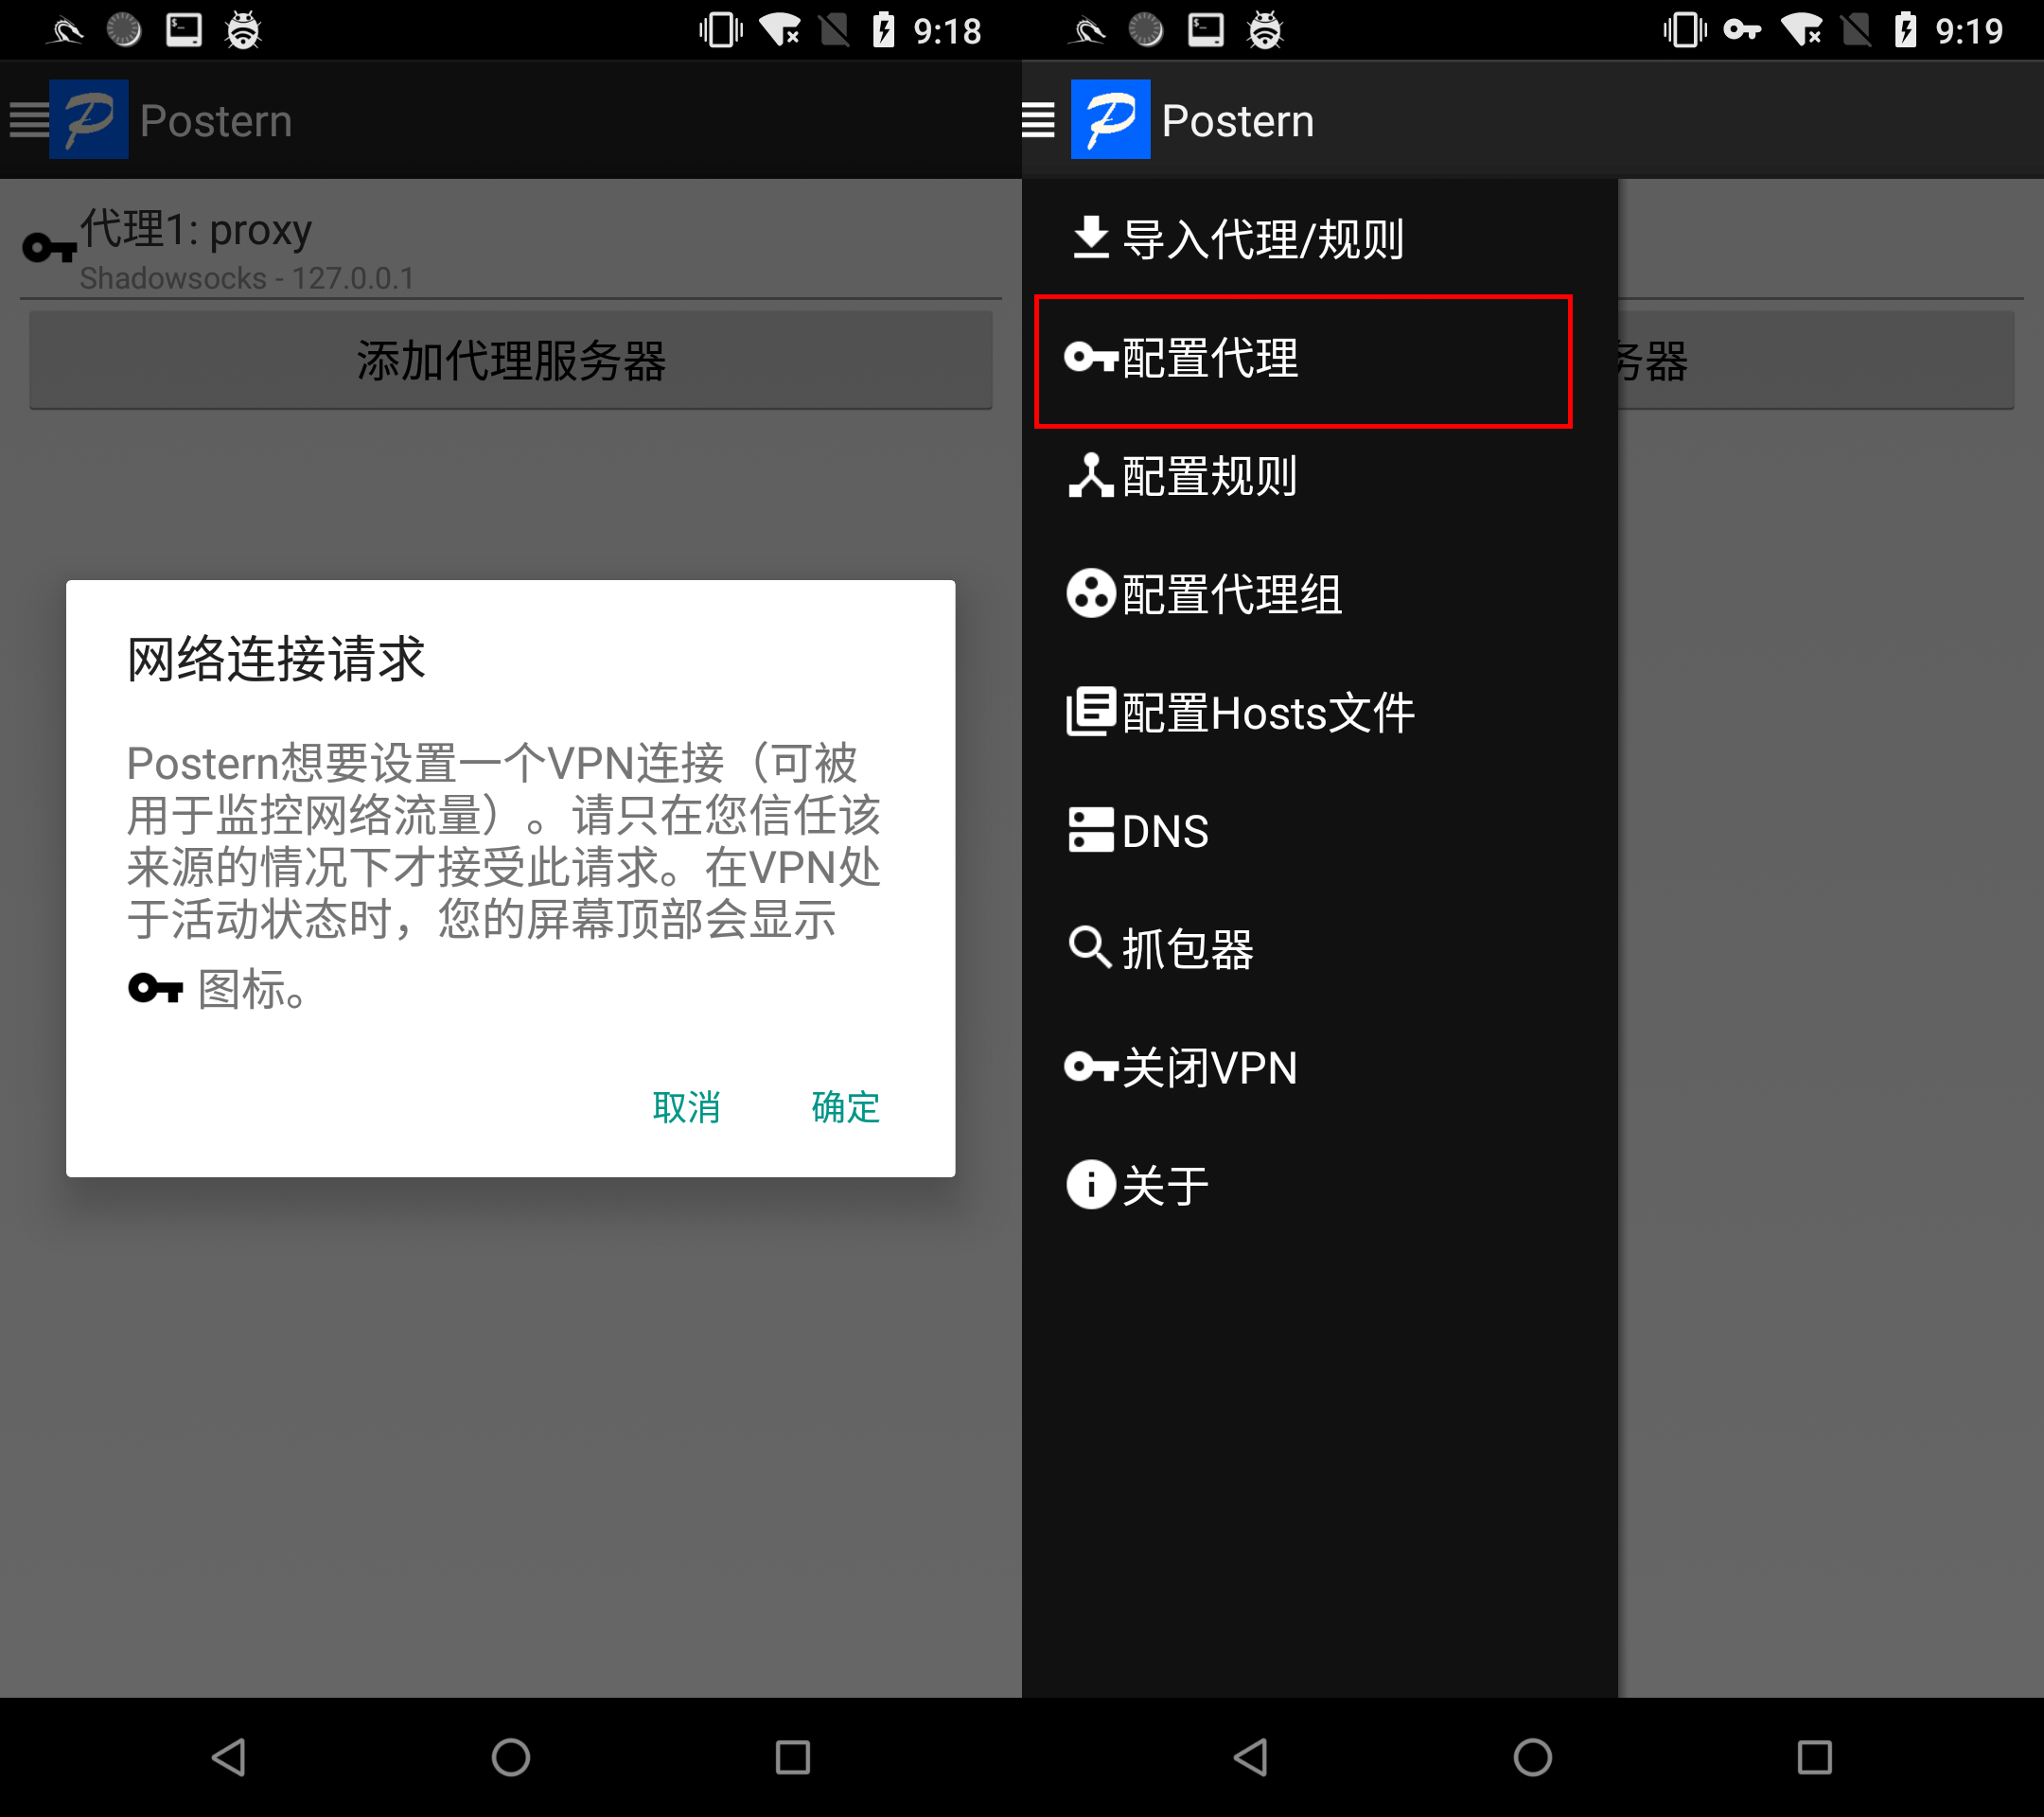 9:18
Postern
代理1: proxy
Shadowsocks - 127.0.0.1
添加代理服务器
网络连接请求
Postern想要设置一个VPN连接（可被
用于监控网络流量）。请只在您信任该
来源的情况下才接受此请求。在VPN处
于活动状态时，您的屏幕顶部会显示
图标。
取消
确定
9:19
Postern
导入代理/规则
配置代理
务器
配置规则
配置代理组
配置Hosts文件
DNS
抓包器
关闭VPN
关于